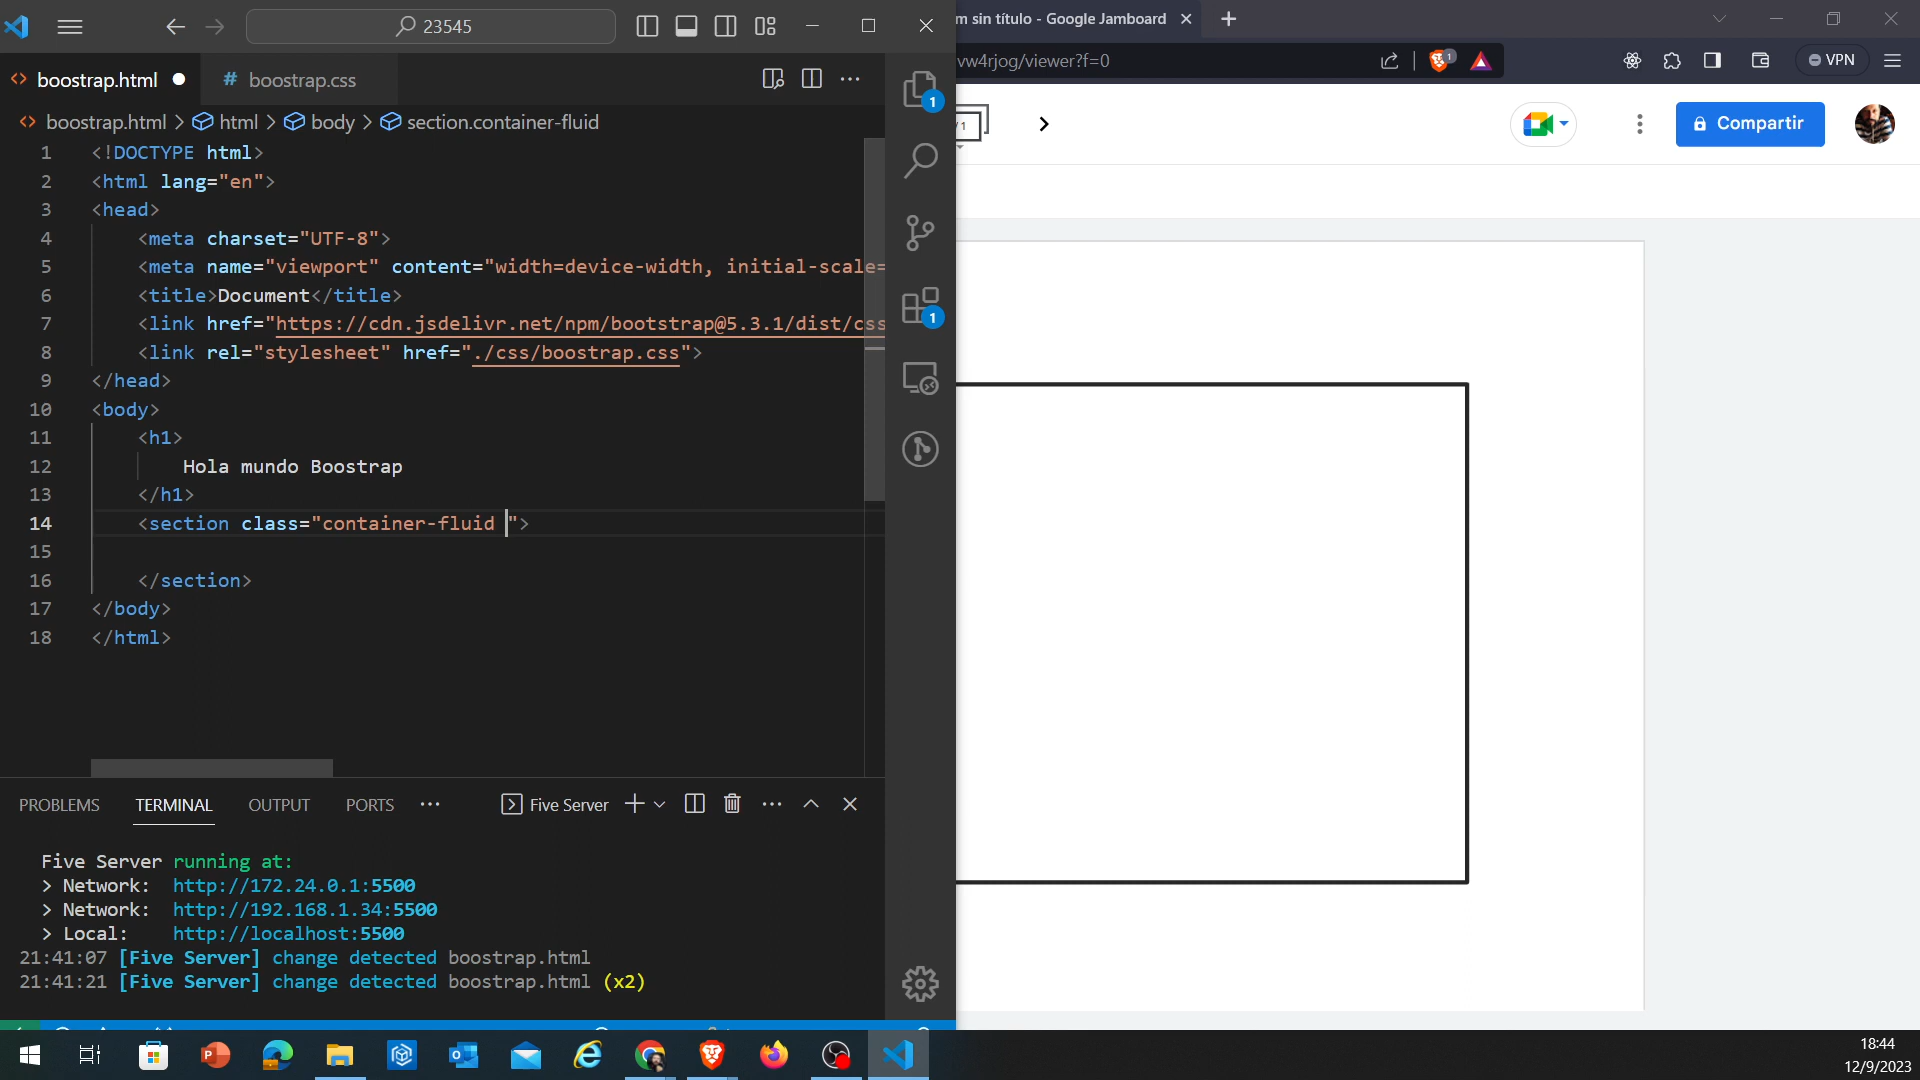 23545
boostrap.html
# boostrap.css
boostrap.html > html > body > section.container-fluid
1 <!DOCTYPE html>
2 <html lang="en">
3 <head>
4 <meta charset="UTF-8">
5 <meta name="viewport" content="width=device-width, initial-scale=
6 <title>Document</title>
7 <link href="https://cdn.jsdelivr.net/npm/bootstrap@5.3.1/dist/css
8 <link rel="stylesheet" href="./css/boostrap.css">
9 </head>
10 <body>
11 <h1>
12 Hola mundo Boostrap
13 </h1>
14 <section class="container-fluid ">
15
16 </section>
17 </body>
18 </html>
1
1
PROBLEMS TERMINAL OUTPUT PORTS
Five Server
Five Server running at:
> Network: http://172.24.0.1:5500
> Network: http://192.168.1.34:5500
> Local: http://localhost:5500
21:41:07 [Five Server] change detected boostrap.html
21:41:21 [Five Server] change detected boostrap.html (x2)
m sin título - Google Jamboard
vw4rjog/viewer?f=0
1
VPN
/ 1
Compartir
18:44
12/9/2023